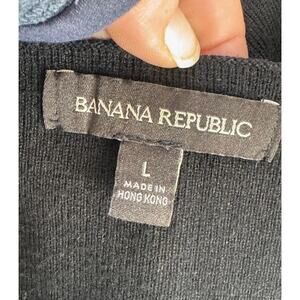 BANANA REPUBLIC
L
MADE IN
HONG KONG